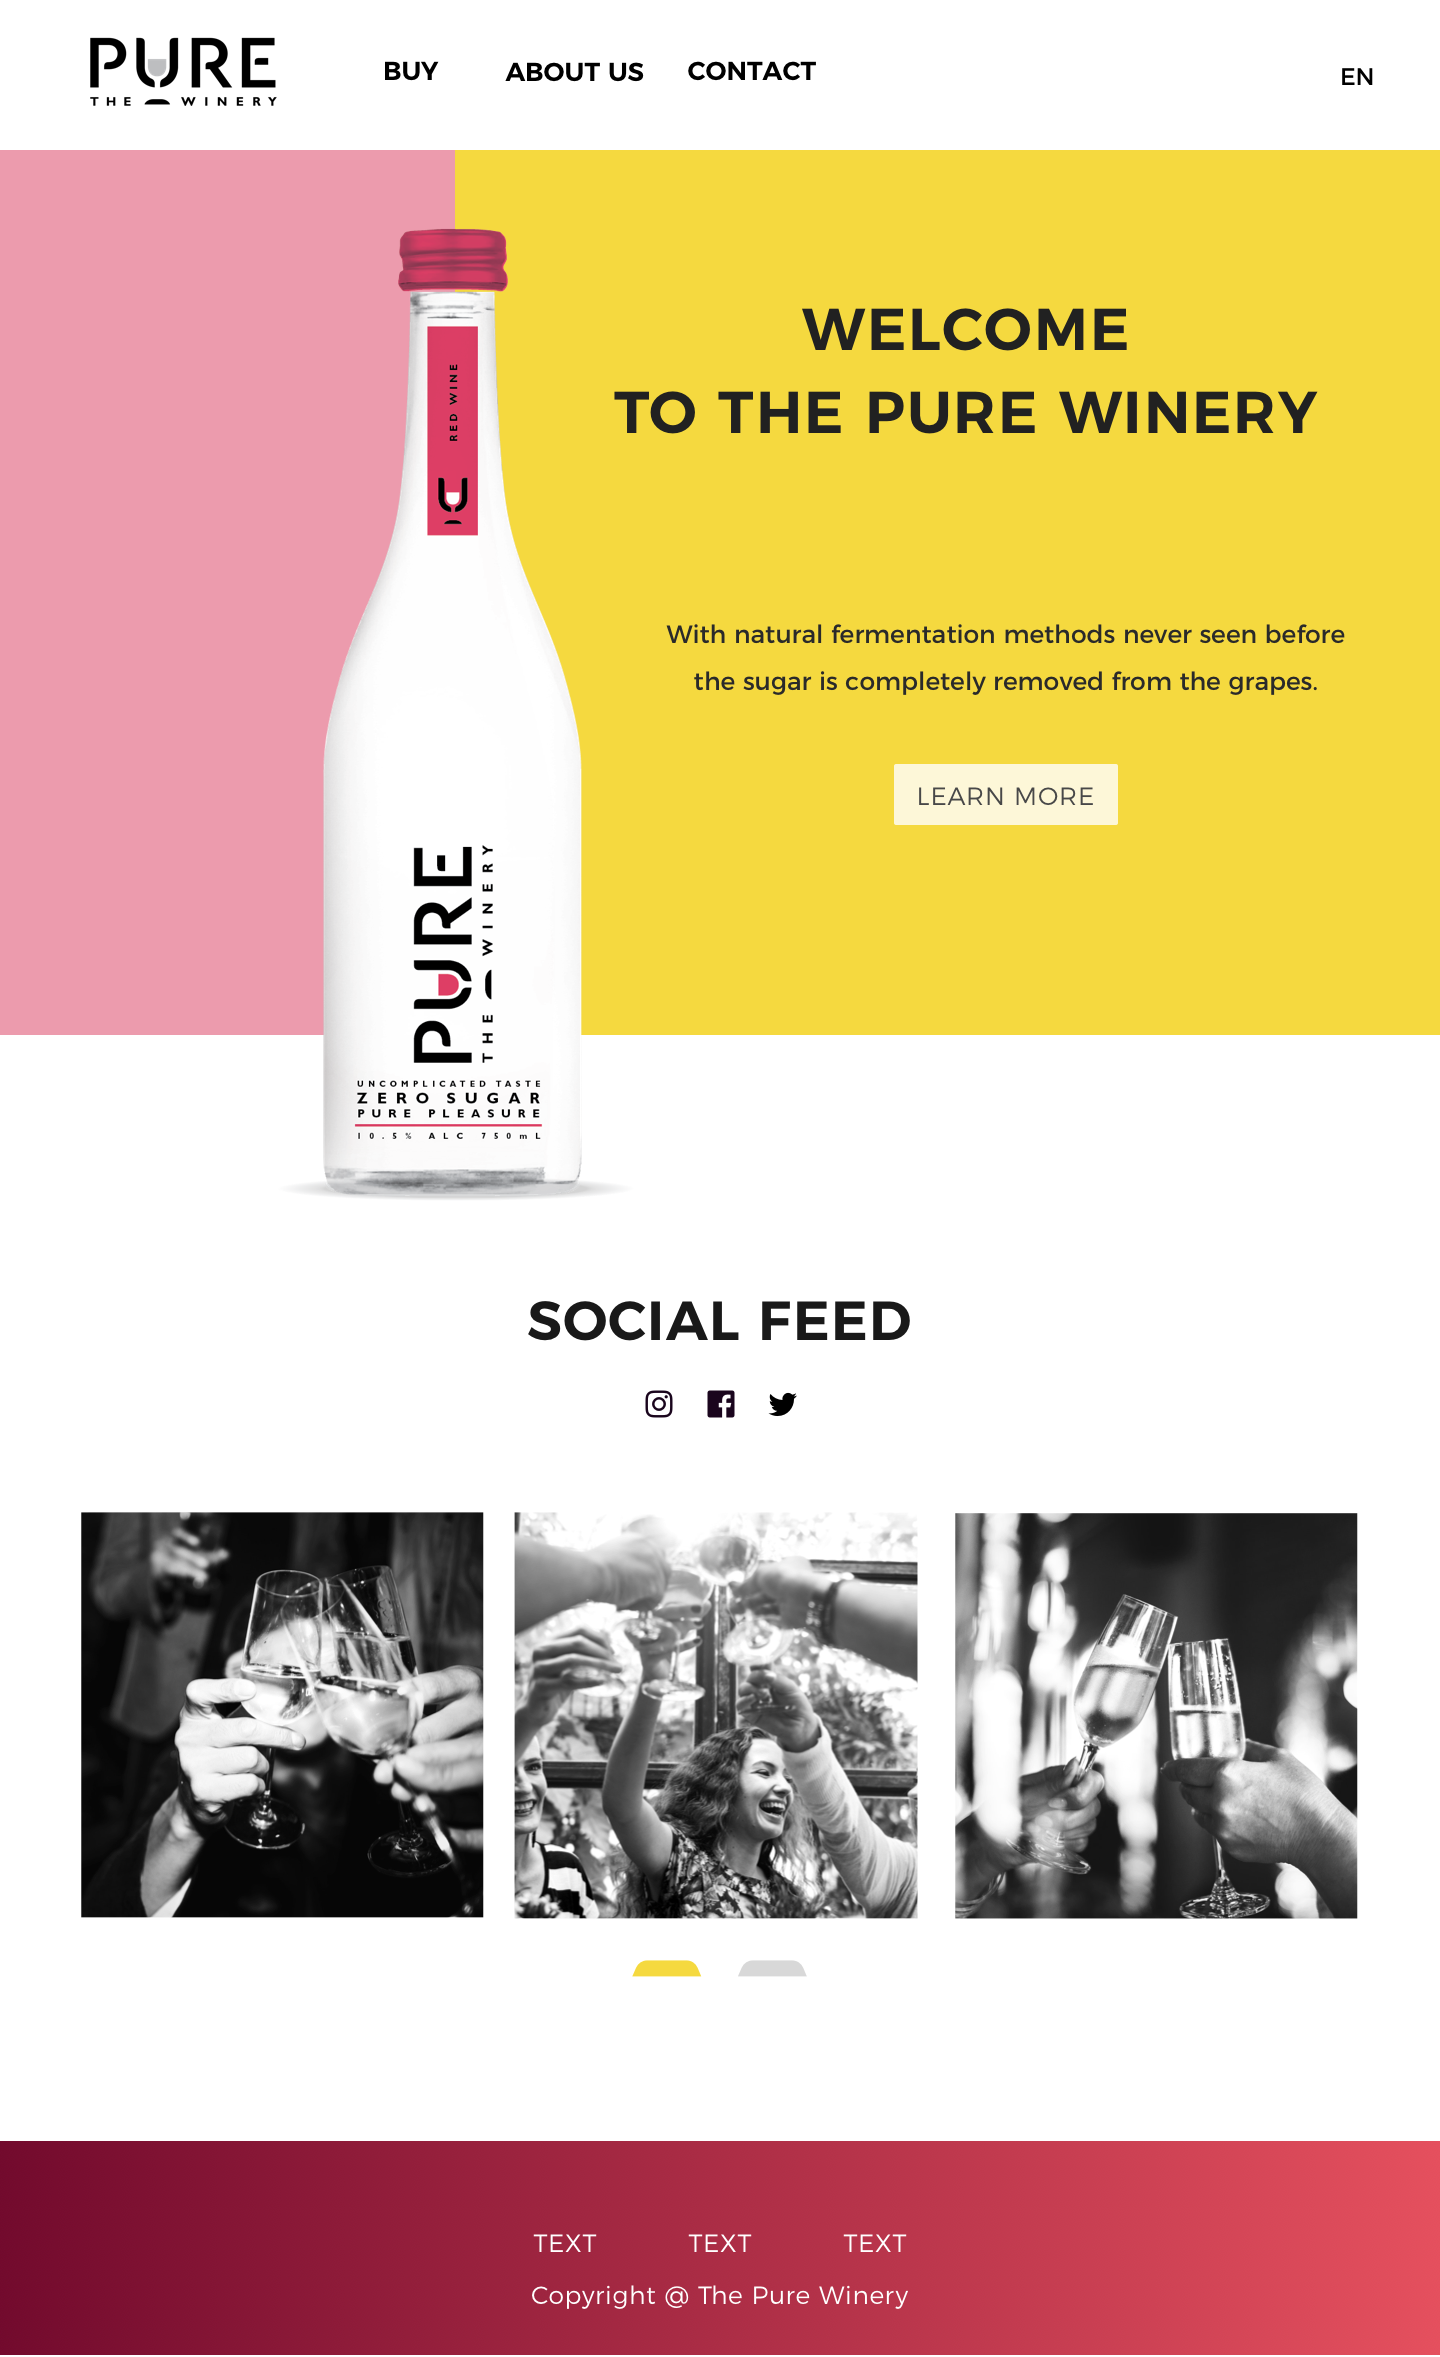 PURE
THE WINERY
BUY
ABOUT US
CONTACT
EN
RED WINE
WELCOME
TO THE PURE WINERY
With natural fermentation methods never seen before
the sugar is completely removed from the grapes.
LEARN MORE
PURE
THE WINERY
UNCOMPLICATED TASTE
ZERO SUGAR
PURE PLEASURE
10.5% ALC 750mL
SOCIAL FEED
TEXT
TEXT
TEXT
Copyright @ The Pure Winery